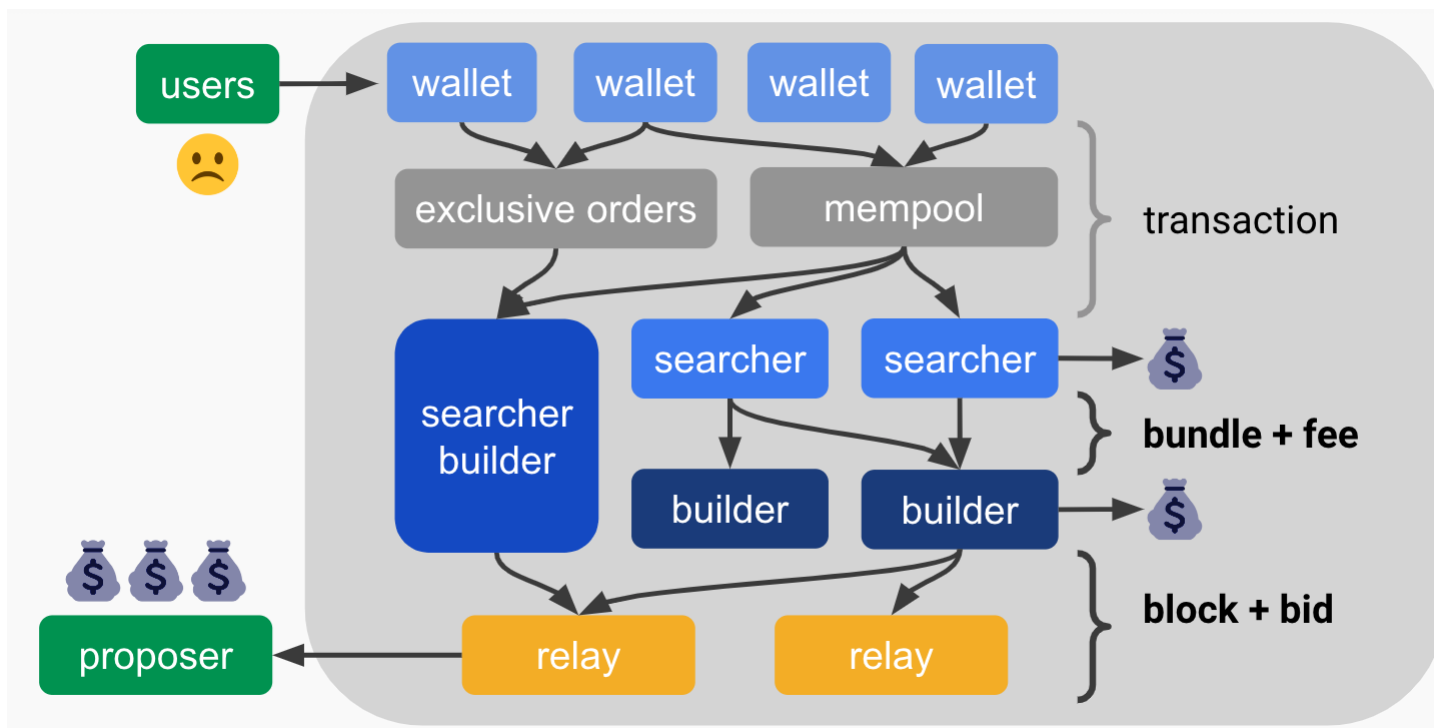 users
wallet
wallet
wallet
wallet
exclusive orders
mempool
transaction
searcher
builder
searcher
searcher
$
bundle + fee
builder
builder
$
$
$
$
block + bid
proposer
relay
relay